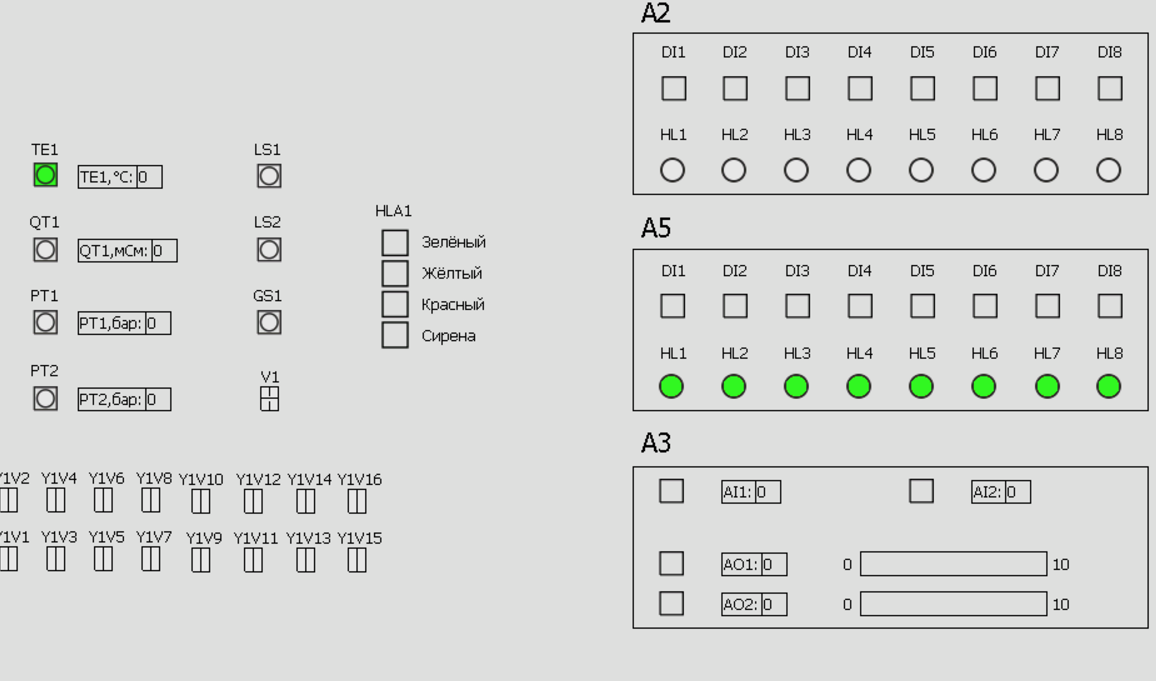 A2
DI1 DI2 DI3 DI4 DI5 DI6 DI7 DI8
HL1 HL2 HL3 HL4 HL5 HL6 HL7 HL8
TE1 LS1
TE1,°C: 0
QT1 LS2
QT1,мСм: 0
PT1 GS1
PT1,бар: 0
PT2 V1
PT2,бар: 0
HLA1
Зелёный
Жёлтый
Красный
Сирена
A5
DI1 DI2 DI3 DI4 DI5 DI6 DI7 DI8
HL1 HL2 HL3 HL4 HL5 HL6 HL7 HL8
A3
AI1: 0 AI2: 0
AO1: 0 0 10
AO2: 0 0 10
Y1V2 Y1V4 Y1V6 Y1V8 Y1V10 Y1V12 Y1V14 Y1V16
Y1V1 Y1V3 Y1V5 Y1V7 Y1V9 Y1V11 Y1V13 Y1V15